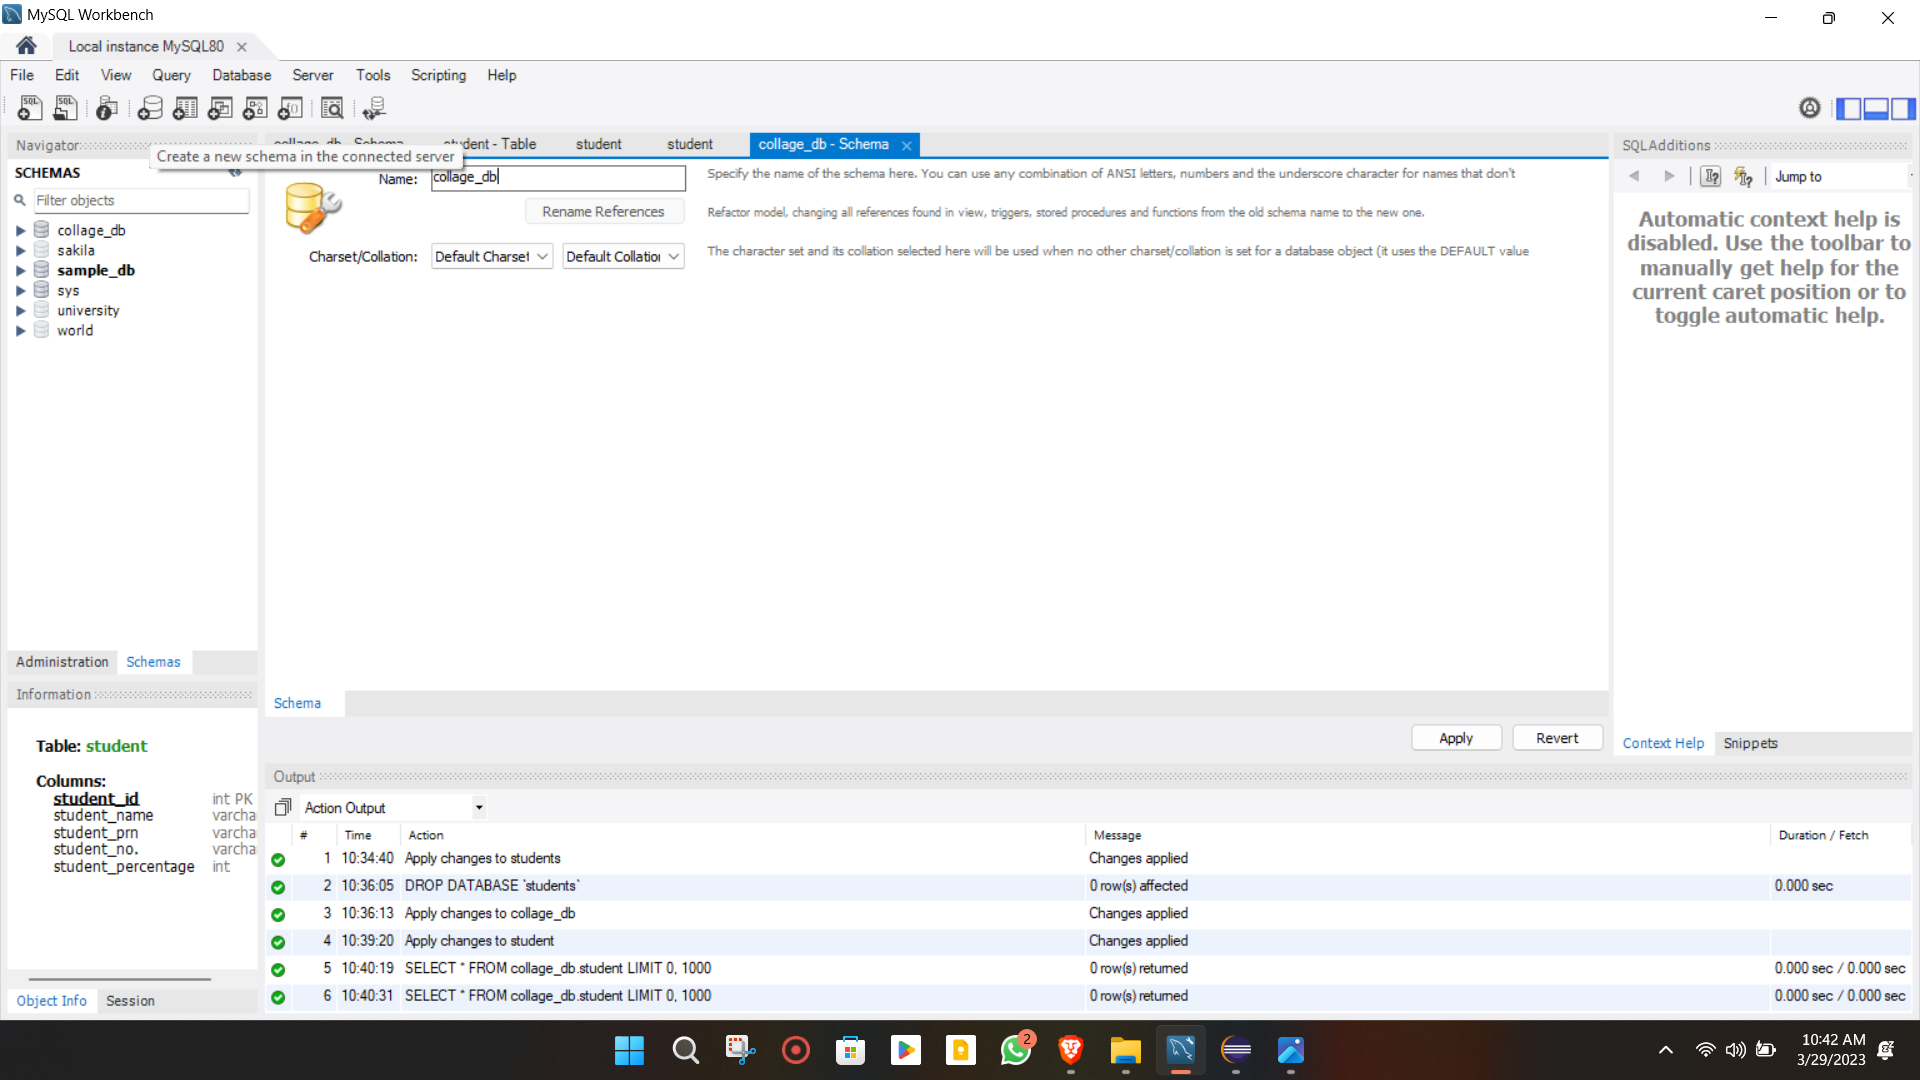 MySQL Workbench
Local instance MySQL80
File Edit View Query Database Server Tools Scripting Help
Navigator
Create a new schema in the connected server
student - Table student student collage_db - Schema
SQLAdditions
SCHEMAS
Filter objects
collage_db
sakila
sample_db
sys
university
world
Name: collage_db
Specify the name of the schema here. You can use any combination of ANSI letters, numbers and the underscore character for names that don't
Rename References
Refactor model, changing all references found in view, triggers, stored procedures and functions from the old schema name to the new one.
Charset/Collation: Default Charset Default Collation
The character set and its collation selected here will be used when no other charset/collation is set for a database object (it uses the DEFAULT value
Jump to
Automatic context help is
disabled. Use the toolbar to
manually get help for the
current caret position or to
toggle automatic help.
Administration Schemas
Information
Table: student
Columns:
student_id int PK
student_name varcha
student_prn varcha
student_no. varcha
student_percentage int
Object Info Session
Schema
Apply Revert
Context Help Snippets
Output
Action Output
# Time Action Message Duration / Fetch
1 10:34:40 Apply changes to students Changes applied
2 10:36:05 DROP DATABASE `students` 0 row(s) affected 0.000 sec
3 10:36:13 Apply changes to collage_db Changes applied
4 10:39:20 Apply changes to student Changes applied
5 10:40:19 SELECT * FROM collage_db.student LIMIT 0, 1000 0 row(s) returned 0.000 sec / 0.000 sec
6 10:40:31 SELECT * FROM collage_db.student LIMIT 0, 1000 0 row(s) returned 0.000 sec / 0.000 sec
2
10:42 AM
3/29/2023